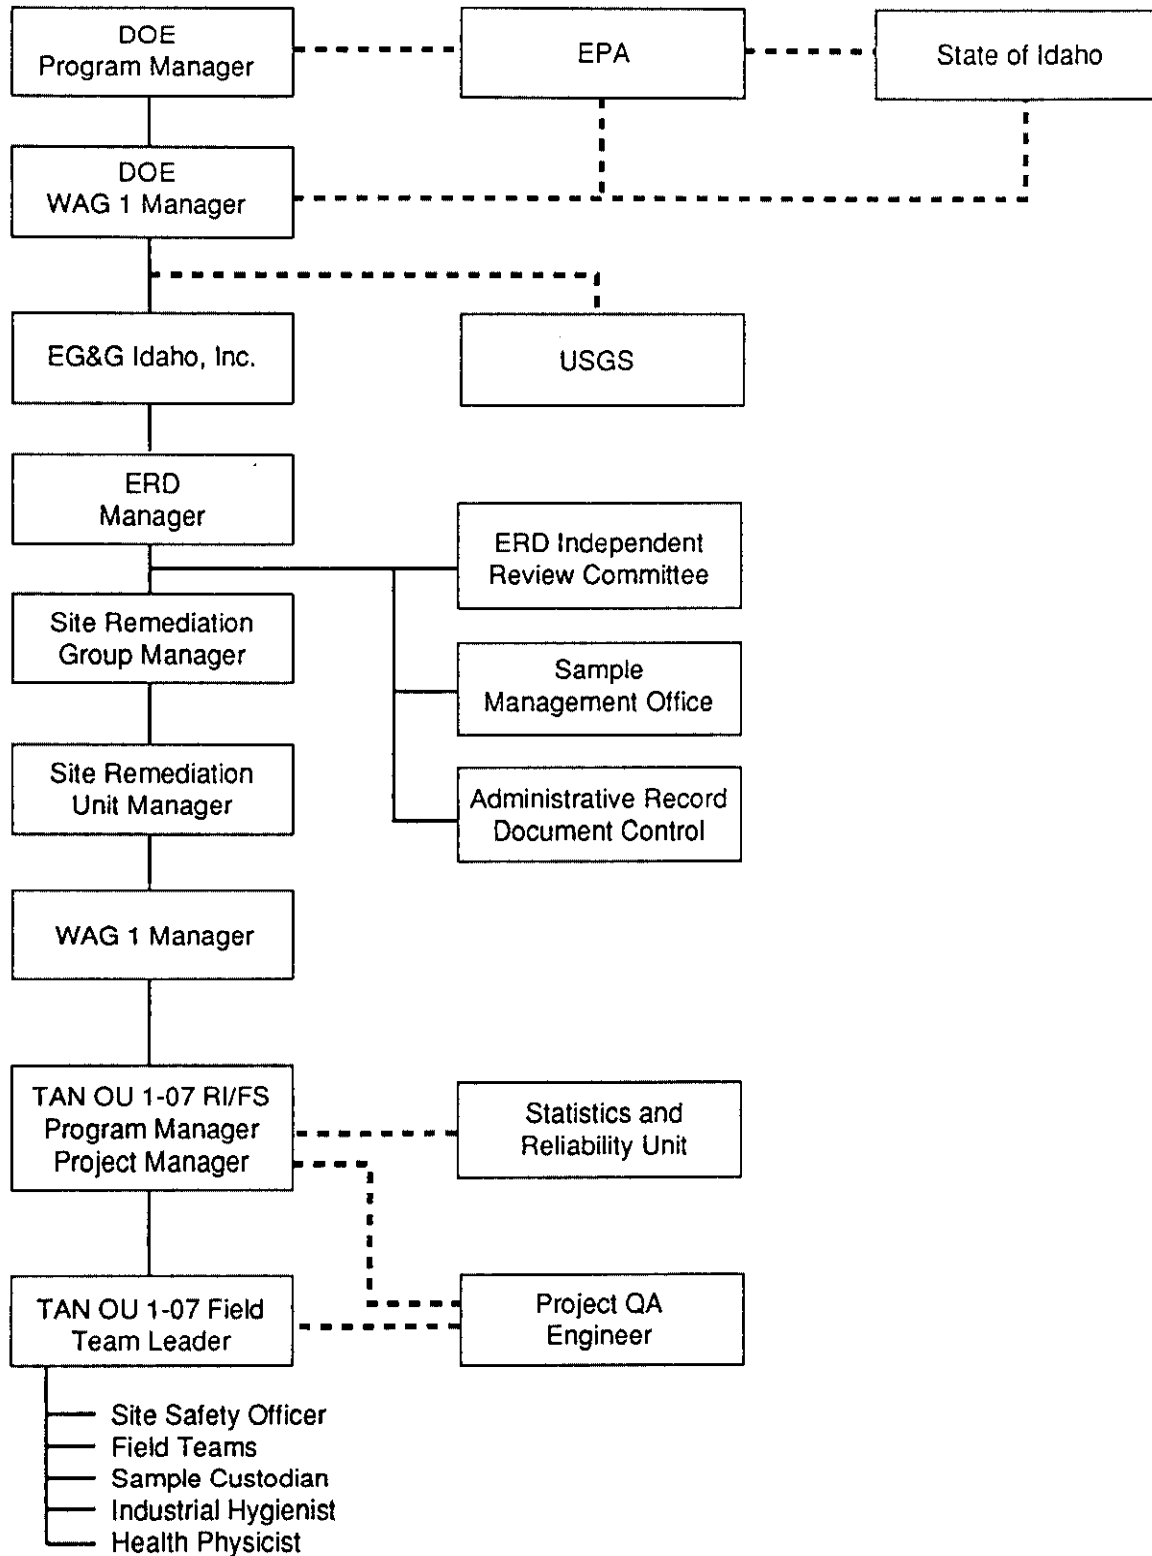 DOE
Program Manager
EPA
State of Idaho
DOE
WAG 1 Manager
EG&G Idaho, Inc.
USGS
ERD
Manager
ERD Independent
Review Committee
Site Remediation
Group Manager
Sample
Management Office
Site Remediation
Unit Manager
Administrative Record
Document Control
WAG 1 Manager
TAN OU 1-07 RI/FS
Program Manager
Project Manager
Statistics and
Reliability Unit
TAN OU 1-07 Field
Team Leader
Project QA
Engineer
Site Safety Officer
Field Teams
Sample Custodian
Industrial Hygienist
Health Physicist